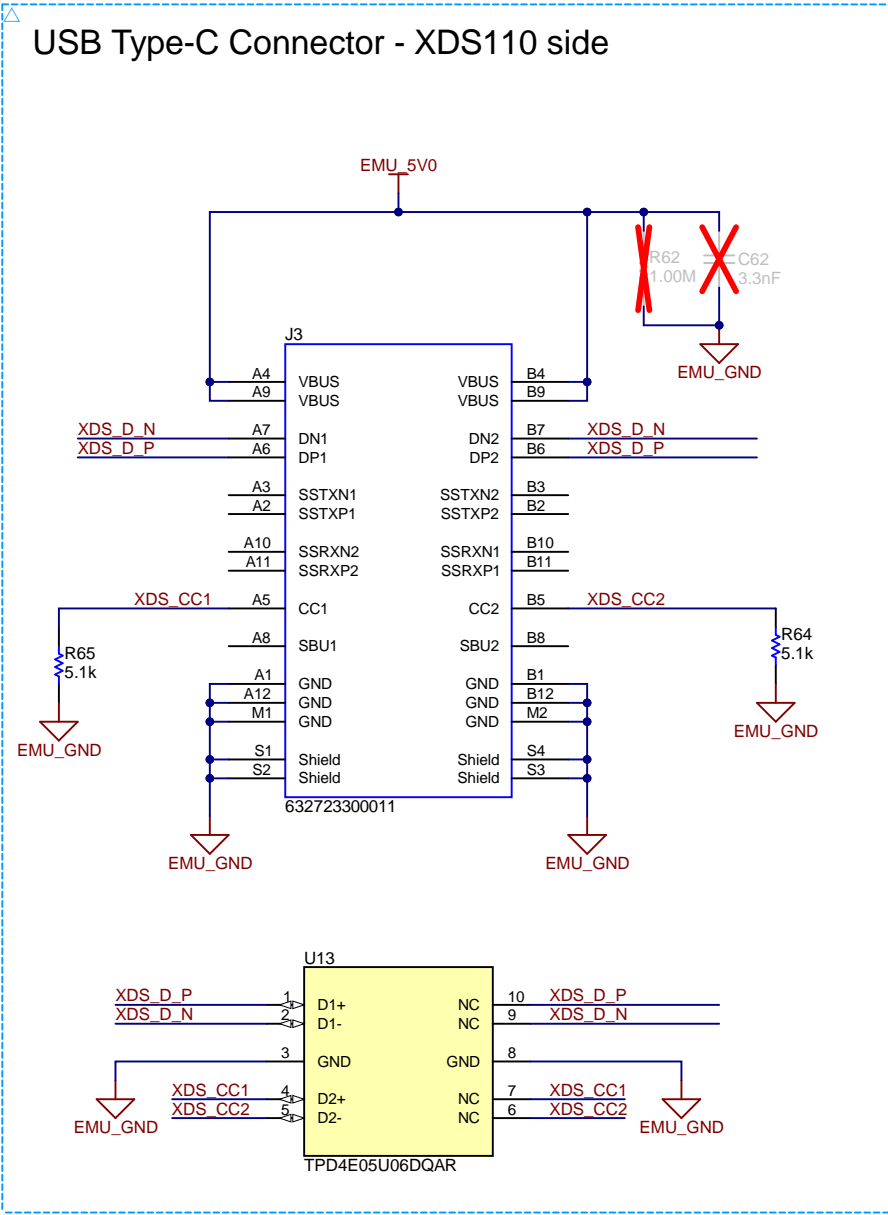 USB Type-C Connector - XDS110 side
EMU_5V0
R62
1.00M
C62
3.3nF
EMU_GND
J3
A4 VBUS VBUS B4
A9 VBUS VBUS B9
XDS_D_N A7 DN1 DN2 B7 XDS_D_N
XDS_D_P A6 DP1 DP2 B6 XDS_D_P
A3 SSTXN1 SSTXN2 B3
A2 SSTXP1 SSTXP2 B2
A10 SSRXN2 SSRXN1 B10
A11 SSRXP2 SSRXP1 B11
XDS_CC1 A5 CC1 CC2 B5 XDS_CC2
A8 SBU1 SBU2 B8
R65
5.1k
R64
5.1k
A1 GND GND B1
A12 GND GND B12
M1 GND GND M2
EMU_GND
EMU_GND
S1 Shield Shield S4
S2 Shield Shield S3
632723300011
EMU_GND
EMU_GND
U13
XDS_D_P 1 D1+ NC 10 XDS_D_P
XDS_D_N 2 D1- NC 9 XDS_D_N
3 GND GND 8
XDS_CC1 4 D2+ NC 7 XDS_CC1
XDS_CC2 5 D2- NC 6 XDS_CC2
EMU_GND
EMU_GND
TPD4E05U06DQAR